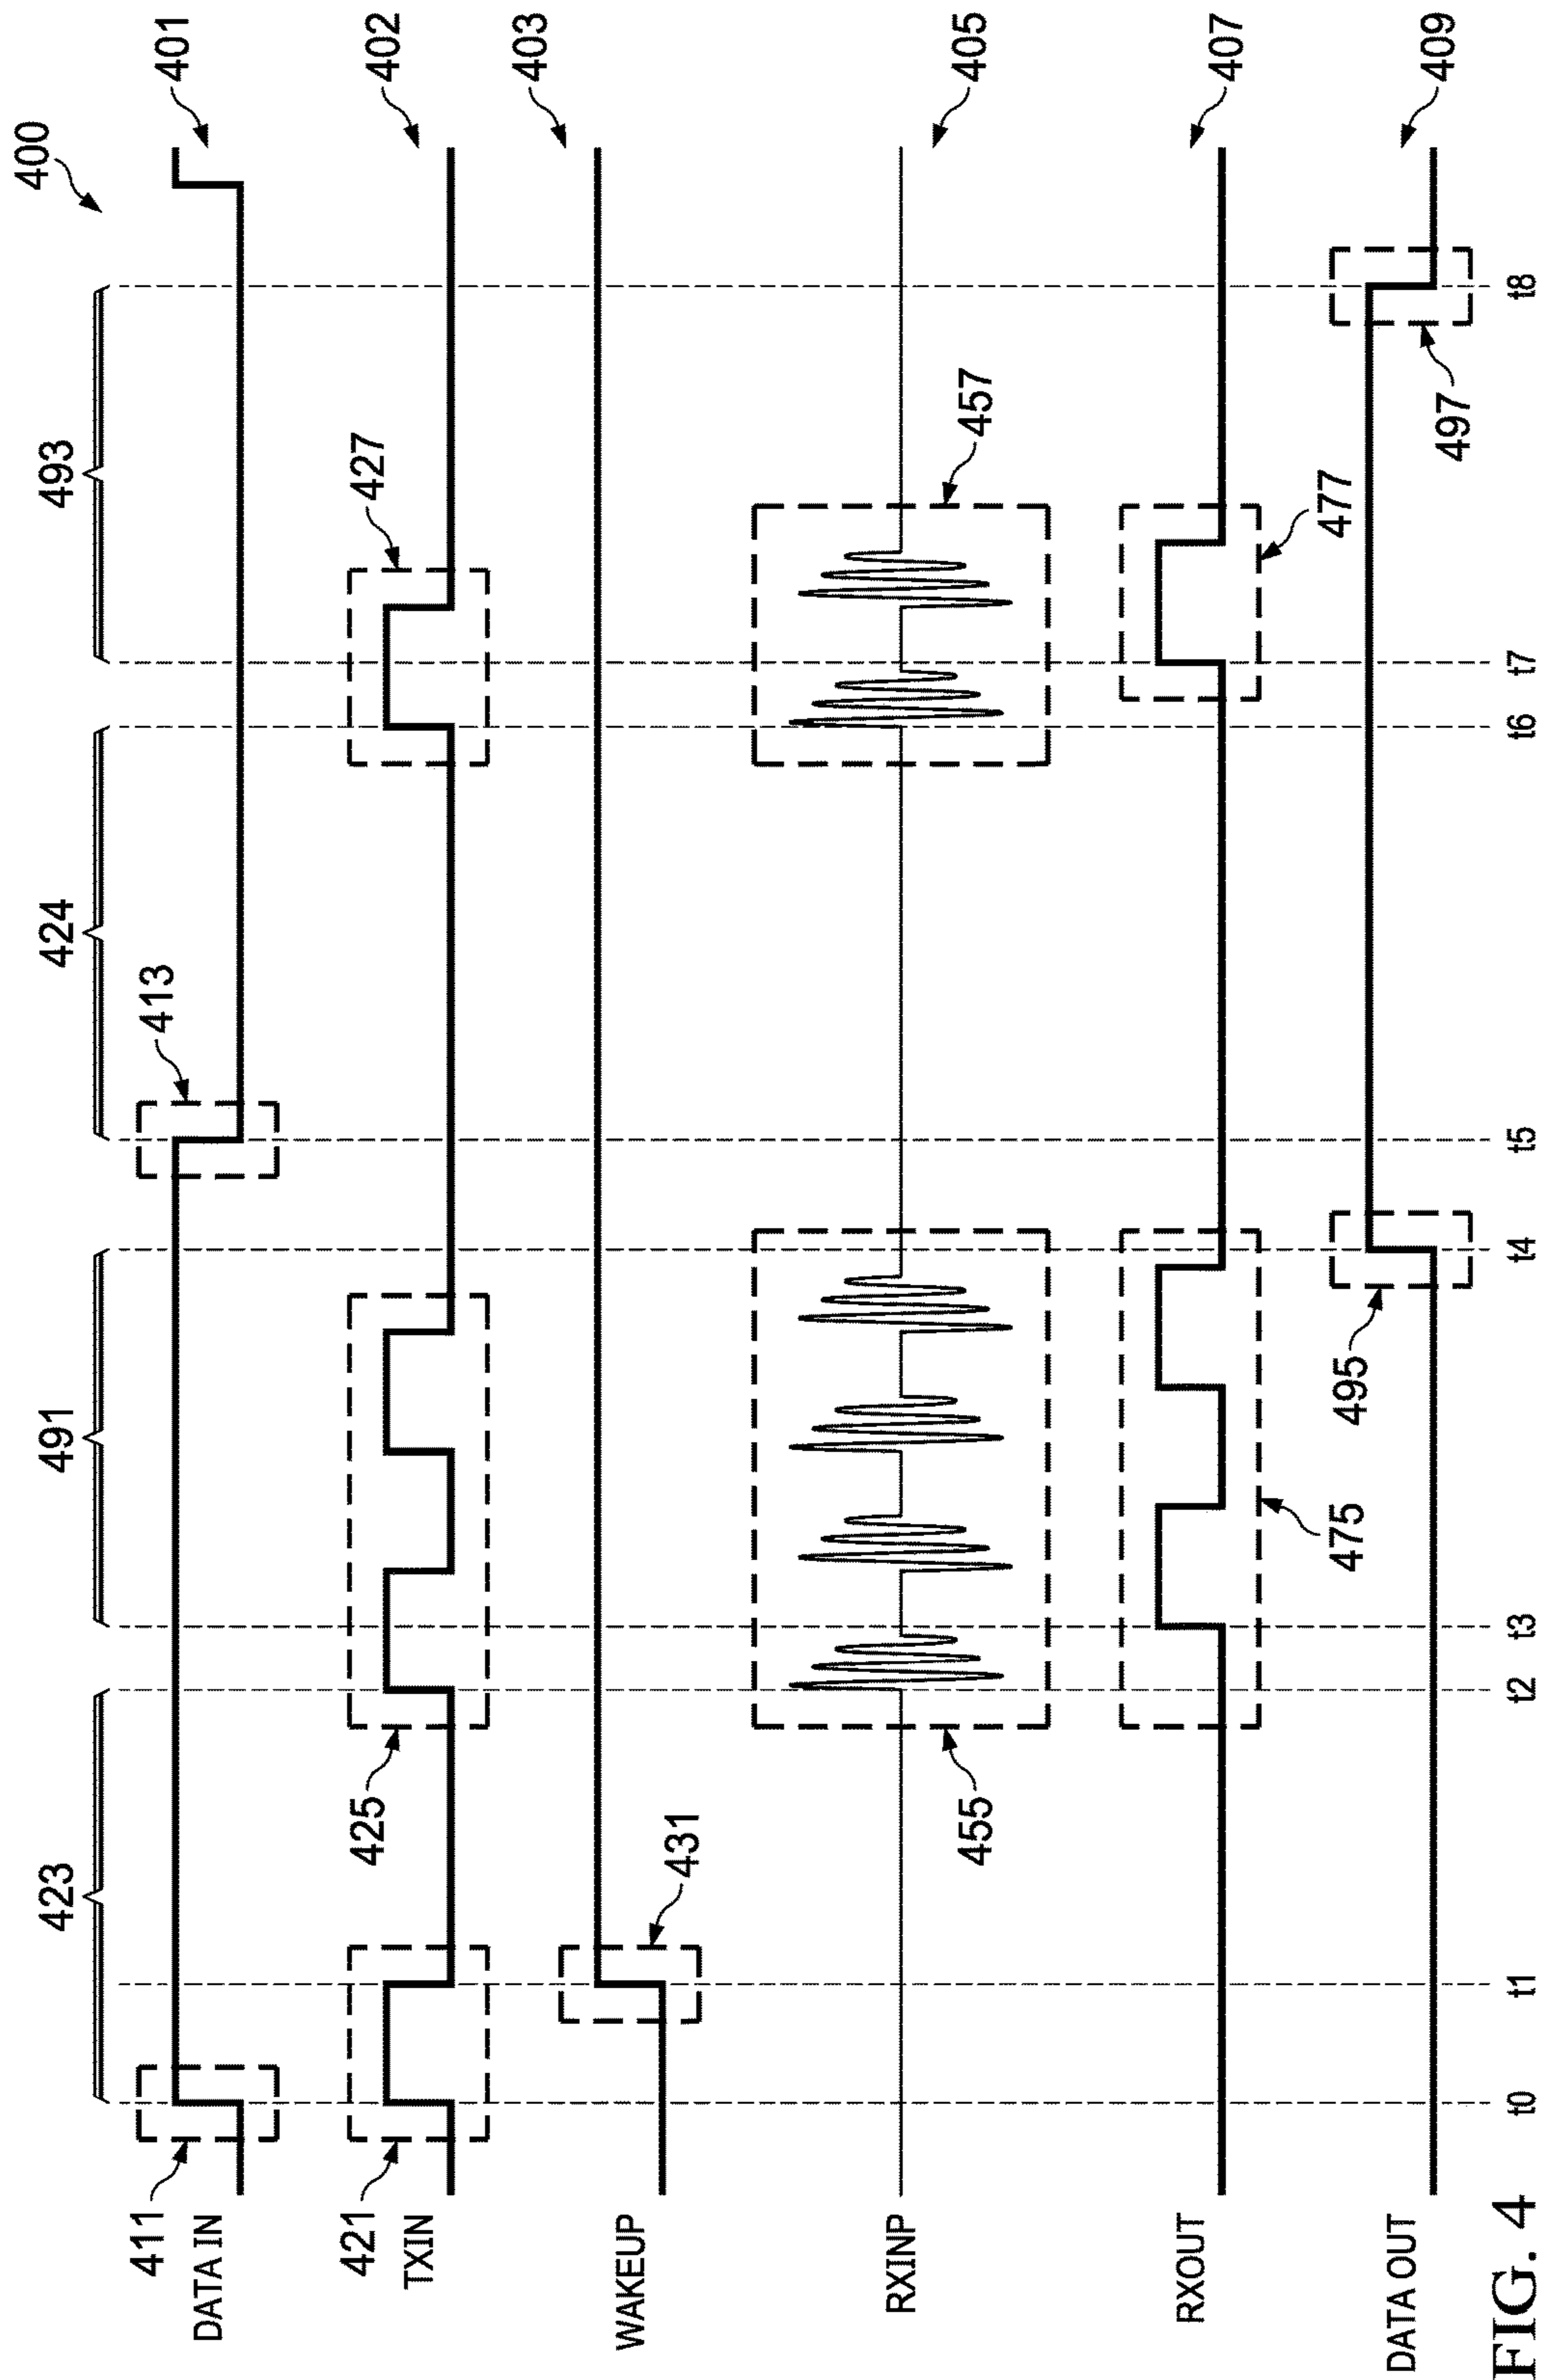 400
423
491
424
493
411
413
DATA IN
401
421
425
427
TXIN
402
431
WAKEUP
403
455
457
RXINP
405
RXOUT
407
475
477
495
497
DATA OUT
409
t0 t1 t2 t3 t4 t5 t6 t7 t8
FIG. 4